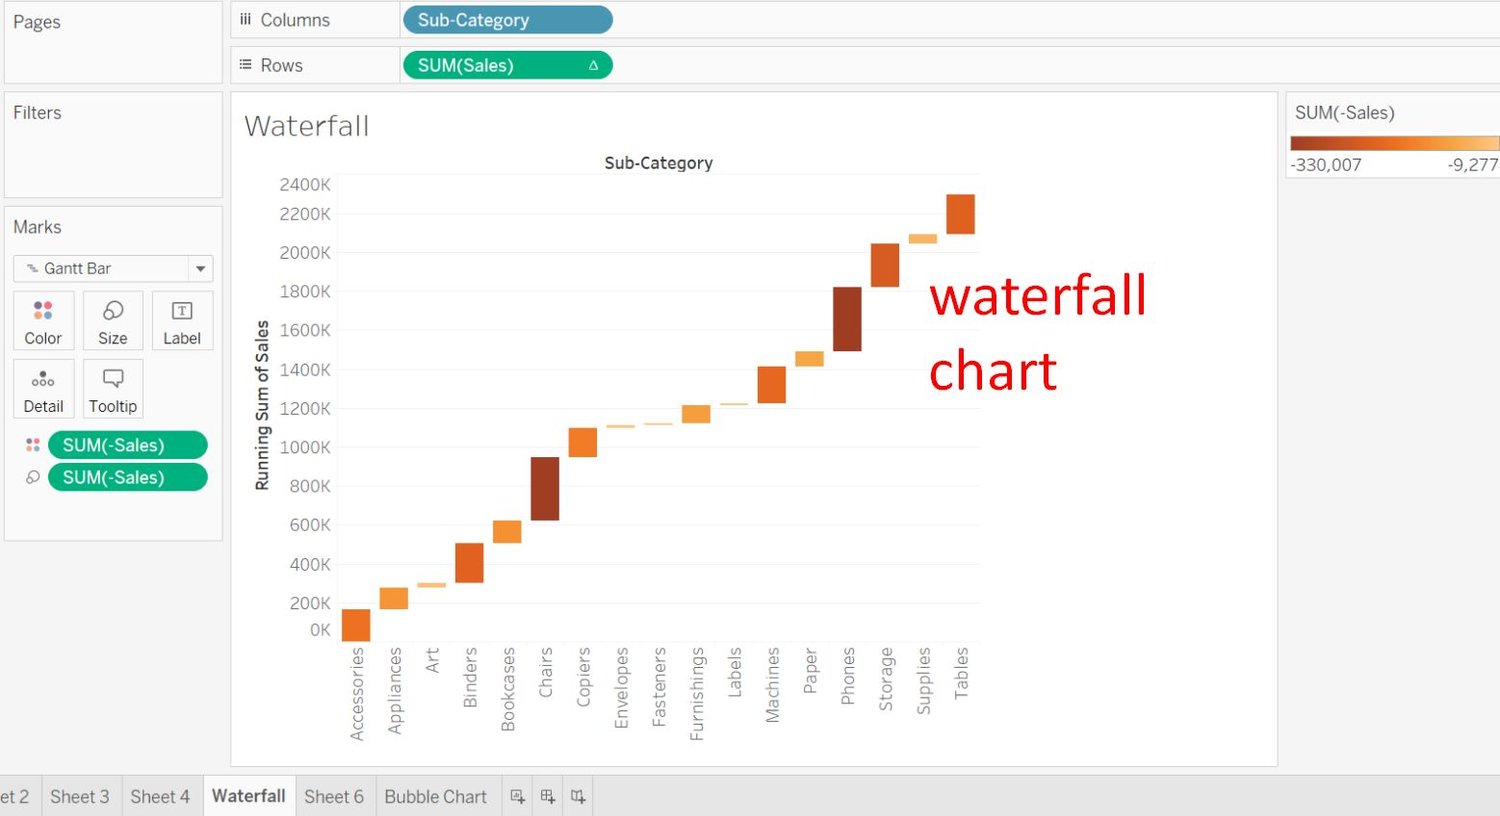 Pages
Columns
Sub-Category
Rows
SUM(Sales)
Filters
Marks
Gantt Bar
Color
Size
Label
Detail
Tooltip
SUM(-Sales)
SUM(-Sales)
Waterfall
Sub-Category
Running Sum of Sales
2400K
2200K
2000K
1800K
1600K
1400K
1200K
1000K
800K
600K
400K
200K
0K
Accessories
Appliances
Art
Binders
Bookcases
Chairs
Copiers
Envelopes
Fasteners
Furnishings
Labels
Machines
Paper
Phones
Storage
Supplies
Tables
waterfall
chart
SUM(-Sales)
-330,007
-9,277
et 2
Sheet 3
Sheet 4
Waterfall
Sheet 6
Bubble Chart